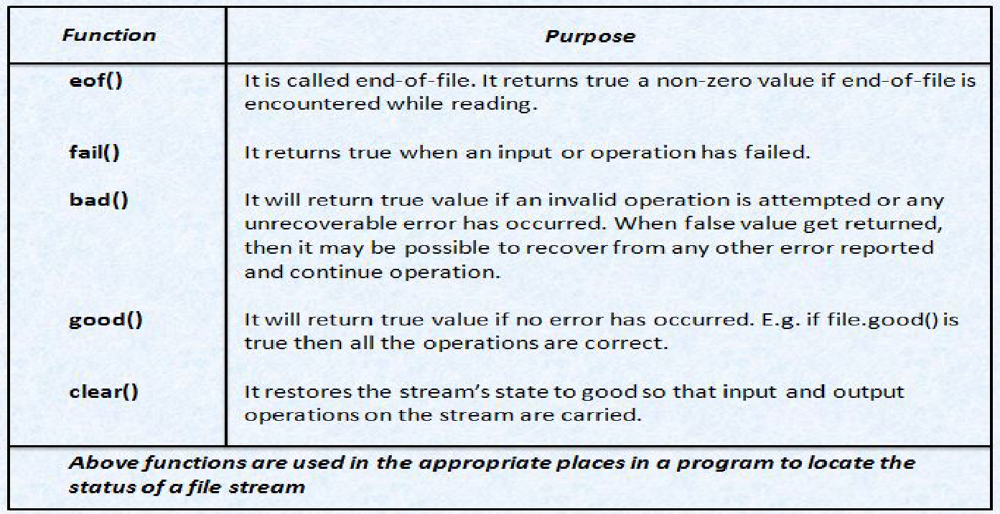 Function Purpose
eof() It is called end-of-file. It returns true a non-zero value if end-of-file is
encountered while reading.
fail() It returns true when an input or operation has failed.
bad() It will return true value if an invalid operation is attempted or any
unrecoverable error has occurred. When false value get returned,
then it may be possible to recover from any other error reported
and continue operation.
good() It will return true value if no error has occurred. E.g. if file.good() is
true then all the operations are correct.
clear() It restores the stream's state to good so that input and output
operations on the stream are carried.
Above functions are used in the appropriate places in a program to locate the
status of a file stream